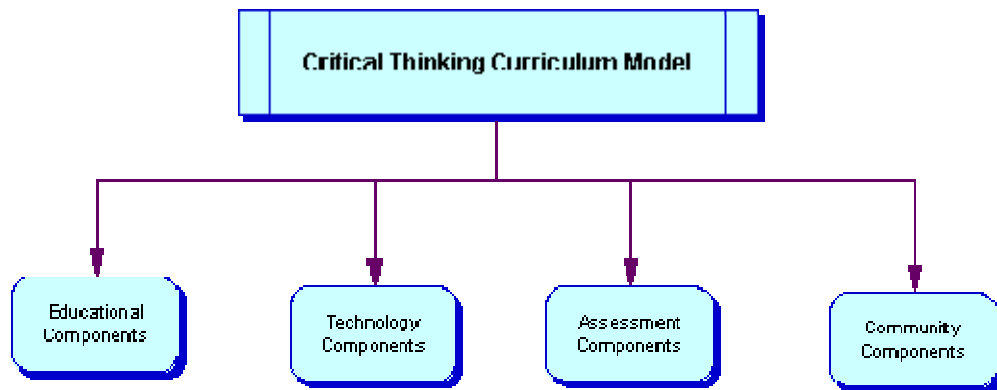 Critical Thinking Curriculum Model
Educational
Components
Technology
Components
Assessment
Components
Community
Components